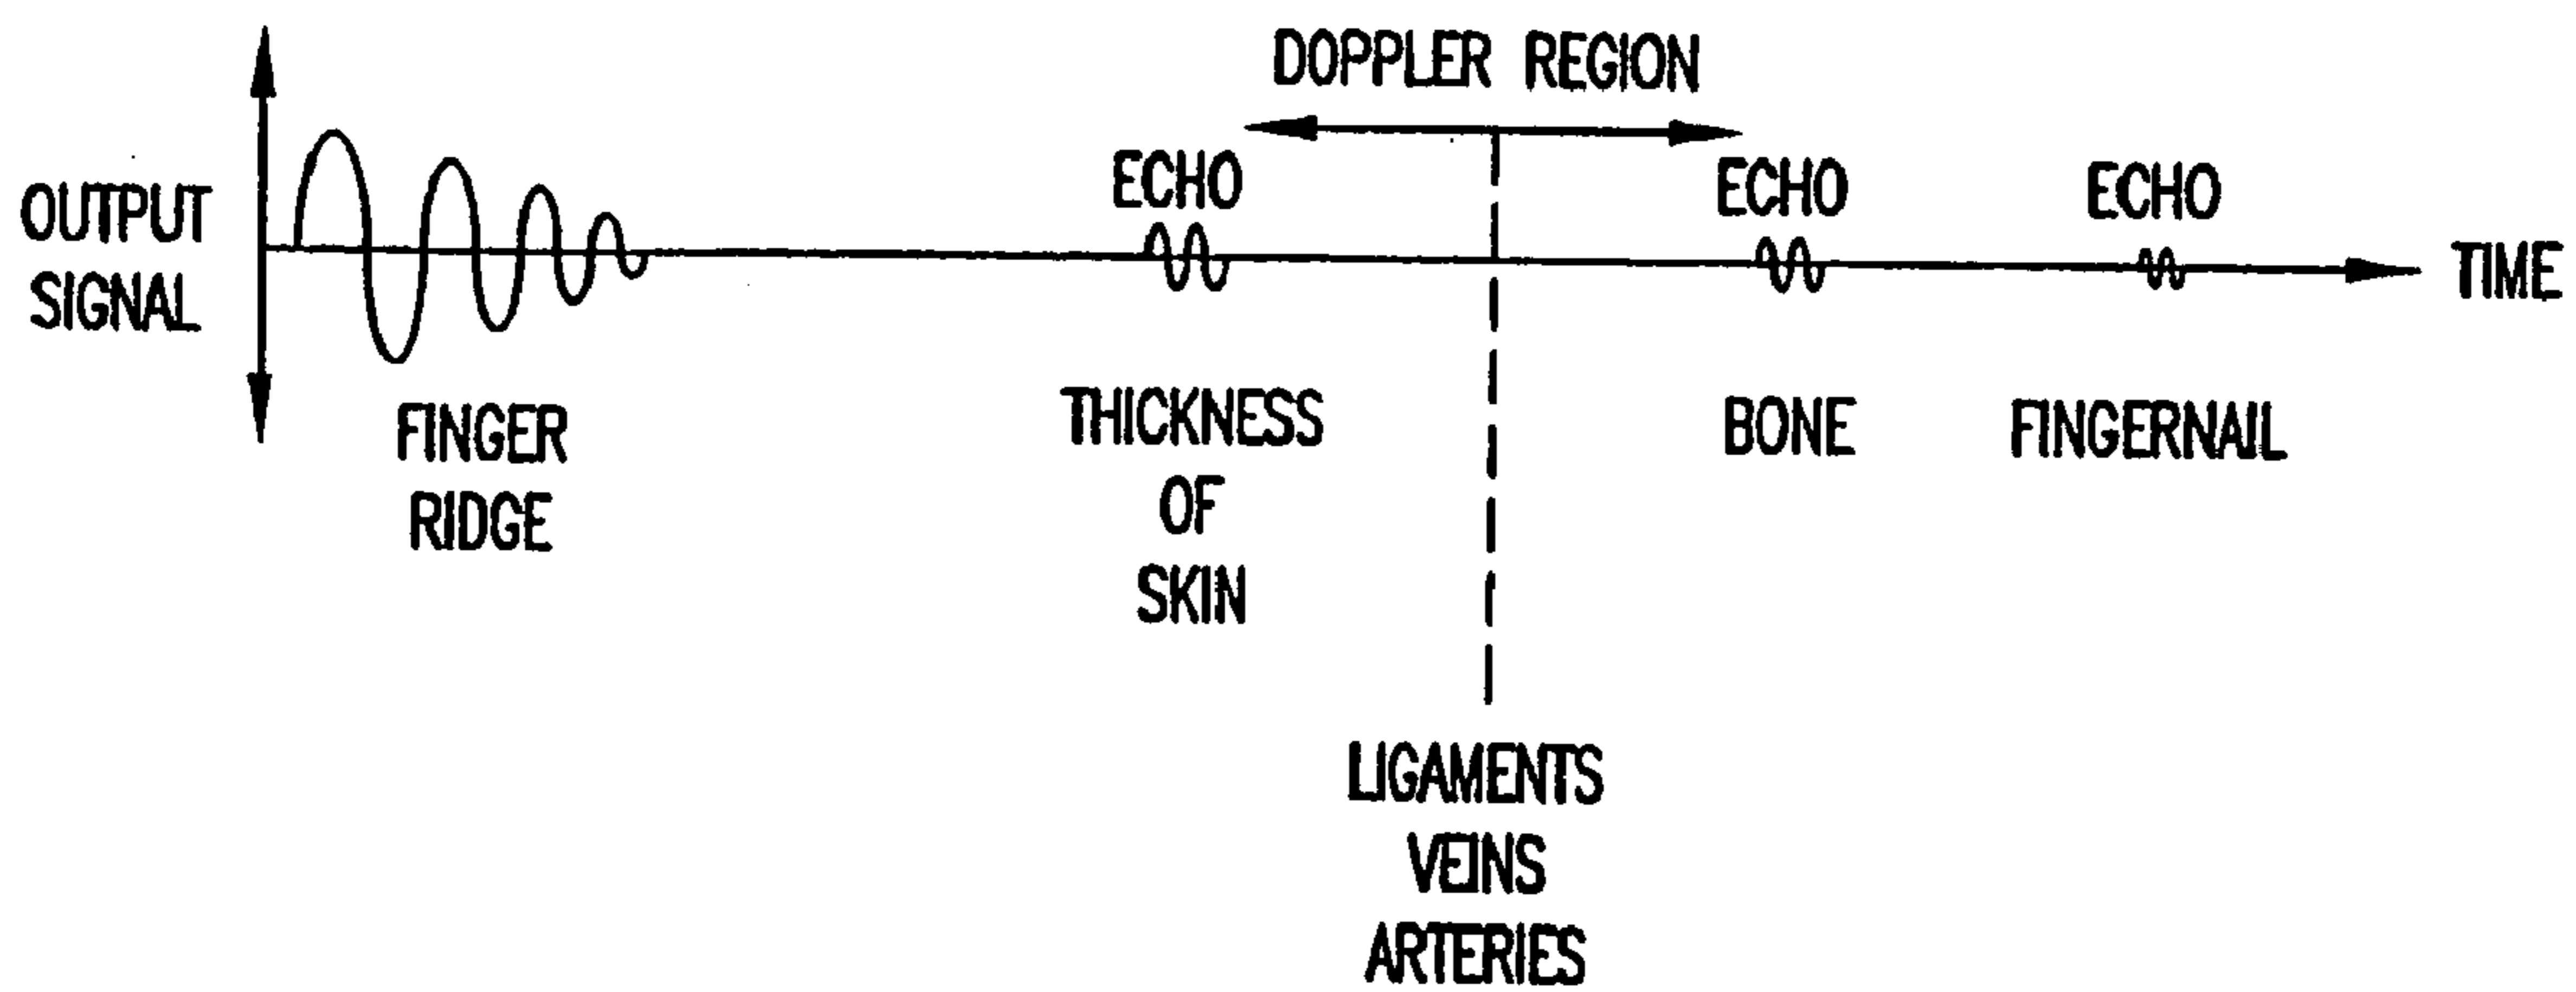 DOPPLER REGION
OUTPUT
SIGNAL
ECHO
ECHO
ECHO
TIME
FINGER
RIDGE
THICKNESS
OF
SKIN
BONE
FINGERNAIL
LIGAMENTS
VEINS
ARTERIES